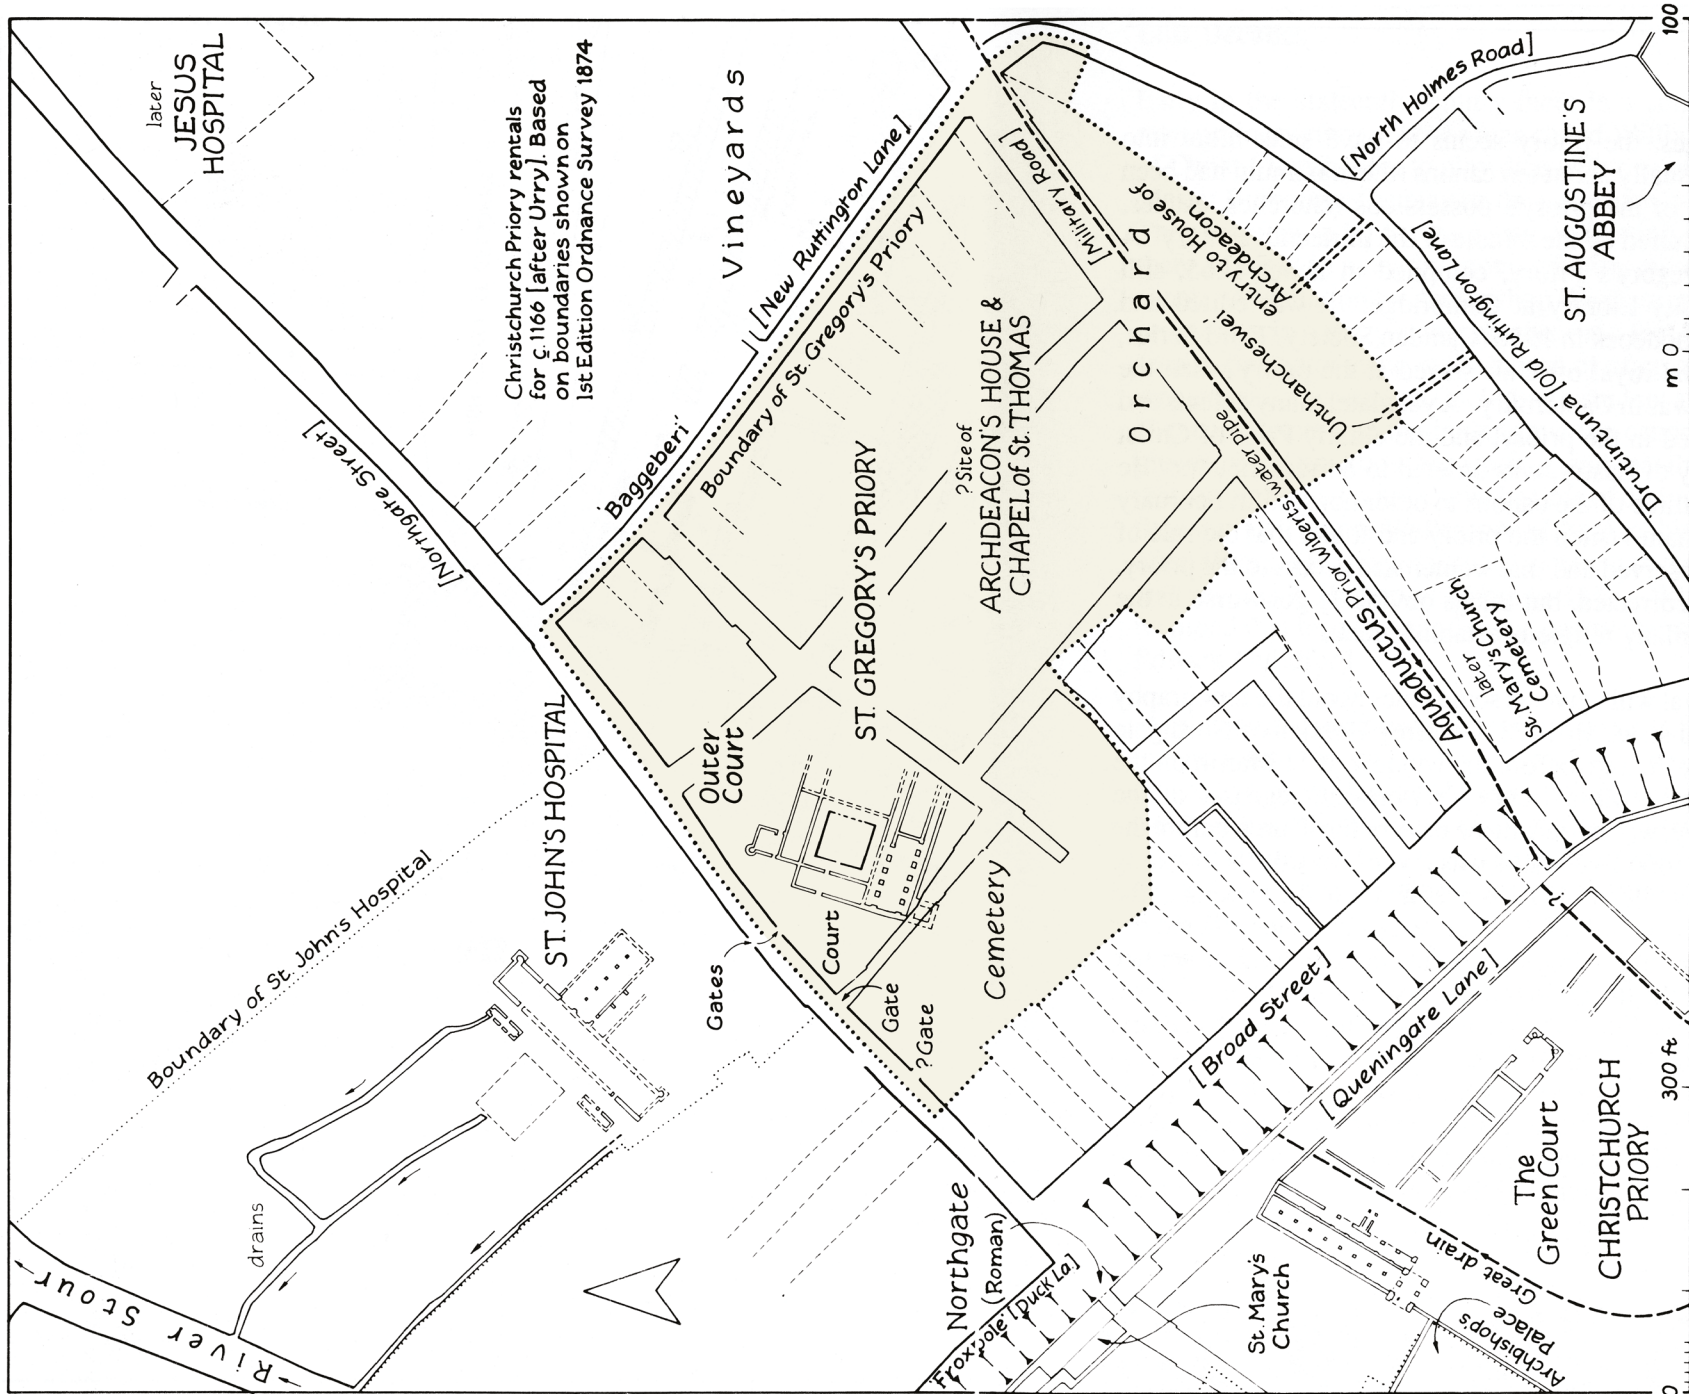 later
JESUS
HOSPITAL
Christchurch Priory rentals
for c.1166 [after Urry]. Based
on boundaries shown on
1st Edition Ordnance Survey 1874
Vineyards
[New Ruttington Lane]
'Baggeberi'
Boundary of St. Gregory's Priory
[Northgate Street]
[Military Road]
Orchard
entry to House of
Archdeacon
'Unthancheswei'
[North Holmes Road]
ST. AUGUSTINE'S
ABBEY
'Drutintuna' [Old Ruttington Lane]
? Site of
ARCHDEACON'S HOUSE &
CHAPEL of St. THOMAS
ST. GREGORY'S PRIORY
Aquaductus Prior Wibert's water pipe
later
St. Mary's Church
Cemetery
Outer
Court
ST. JOHN'S HOSPITAL
Boundary of St. John's Hospital
Gates
Court
Gate
? Gate
Cemetery
[Broad Street]
[Queningate Lane]
?
drains
River Stour
Northgate
(Roman)
'Froxpole' [Duck La.]
St. Mary's
Church
Great drain
Archbishop's
Palace
The
Green Court
CHRISTCHURCH
PRIORY
100
m 0
300 ft
0